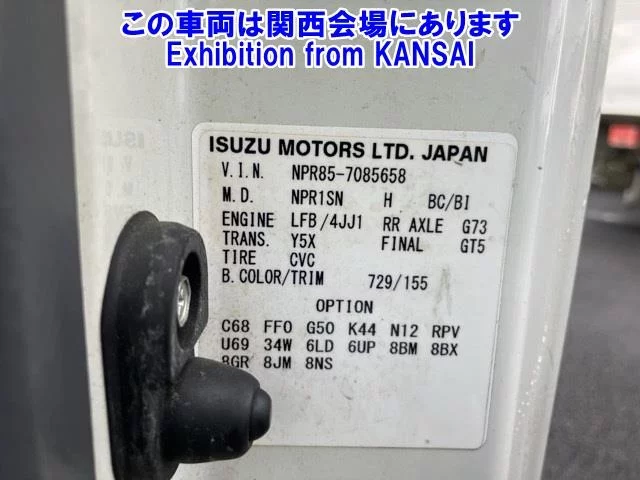 この車両は関西会場にあります
Exhibition from KANSAI
ISUZU MOTORS LTD. JAPAN
V.I.N. NPR85-7085658
M.D. NPR1SN H BC/BI
ENGINE LFB/4JJ1 RR AXLE G73
TRANS. Y5X FINAL GT5
TIRE CVC
B.COLOR/TRIM 729/155
OPTION
C68 FF0 G50 K44 N12 RPV
U69 34W 6LD 6UP 8BM 8BX
8GR 8JM 8NS